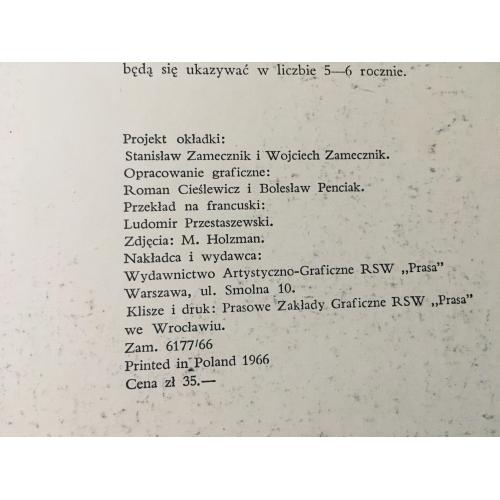 będą się ukazywać w liczbie 5—6 rocznie.
Projekt okładki:
Stanisław Zamecznik i Wojciech Zamecznik.
Opracowanie graficzne:
Roman Cieślewicz i Bolesław Penciak.
Przekład na francuski:
Ludomir Przestaszewski.
Zdjęcia: M. Holzman.
Nakładca i wydawca:
Wydawnictwo Artystyczno-Graficzne RSW „Prasa"
Warszawa, ul. Smolna 10.
Klisze i druk: Prasowe Zakłady Graficzne RSW „Prasa"
we Wrocławiu.
Zam. 6177/66
Printed in Poland 1966
Cena zł 35.—